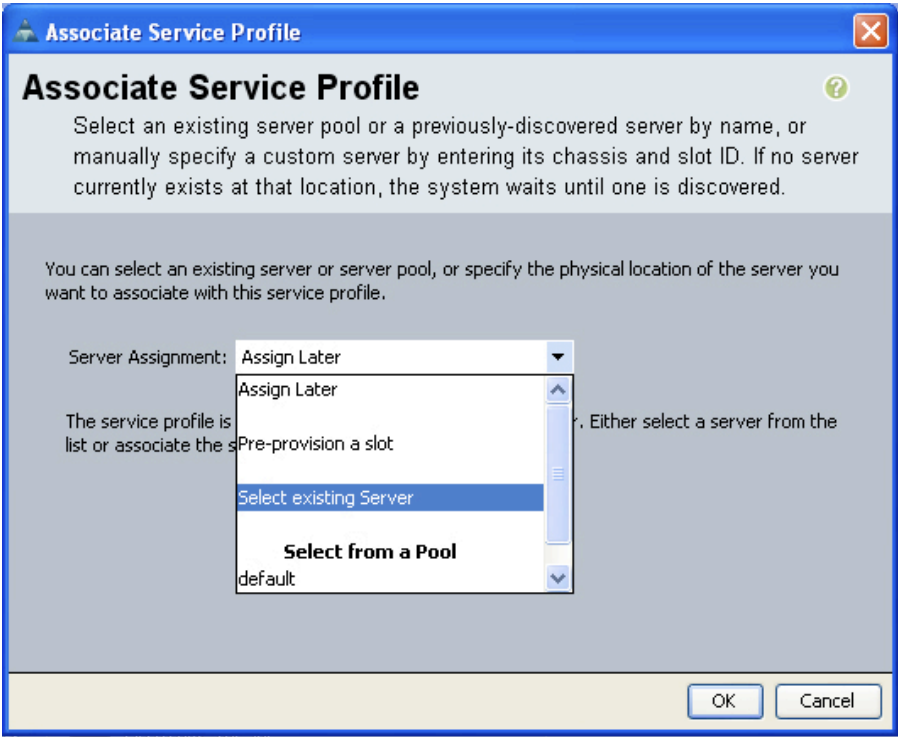 Associate Service Profile
Associate Service Profile
Select an existing server pool or a previously-discovered server by name, or
manually specify a custom server by entering its chassis and slot ID. If no server
currently exists at that location, the system waits until one is discovered.
You can select an existing server or server pool, or specify the physical location of the server you
want to associate with this service profile.
Server Assignment: Assign Later
Assign Later
The service profile is . Either select a server from the
Pre-provision a slot
list or associate the s
Select existing Server
Select from a Pool
default
OK Cancel